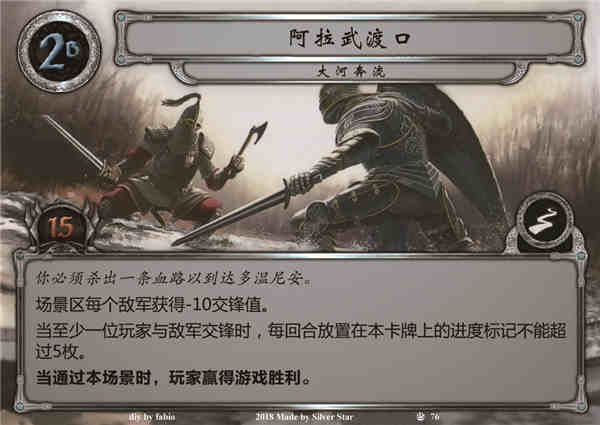 2B
阿拉武渡口
大河奔流
15
你必须杀出一条血路以到达多温尼安。
场景区每个敌军获得-10交锋值。
当至少一位玩家与敌军交锋时，每回合放置在本卡牌上的进度标记不能超
过5枚。
当通过本场景时，玩家赢得游戏胜利。
diy by fabio 2018 Made by Silver Star 76